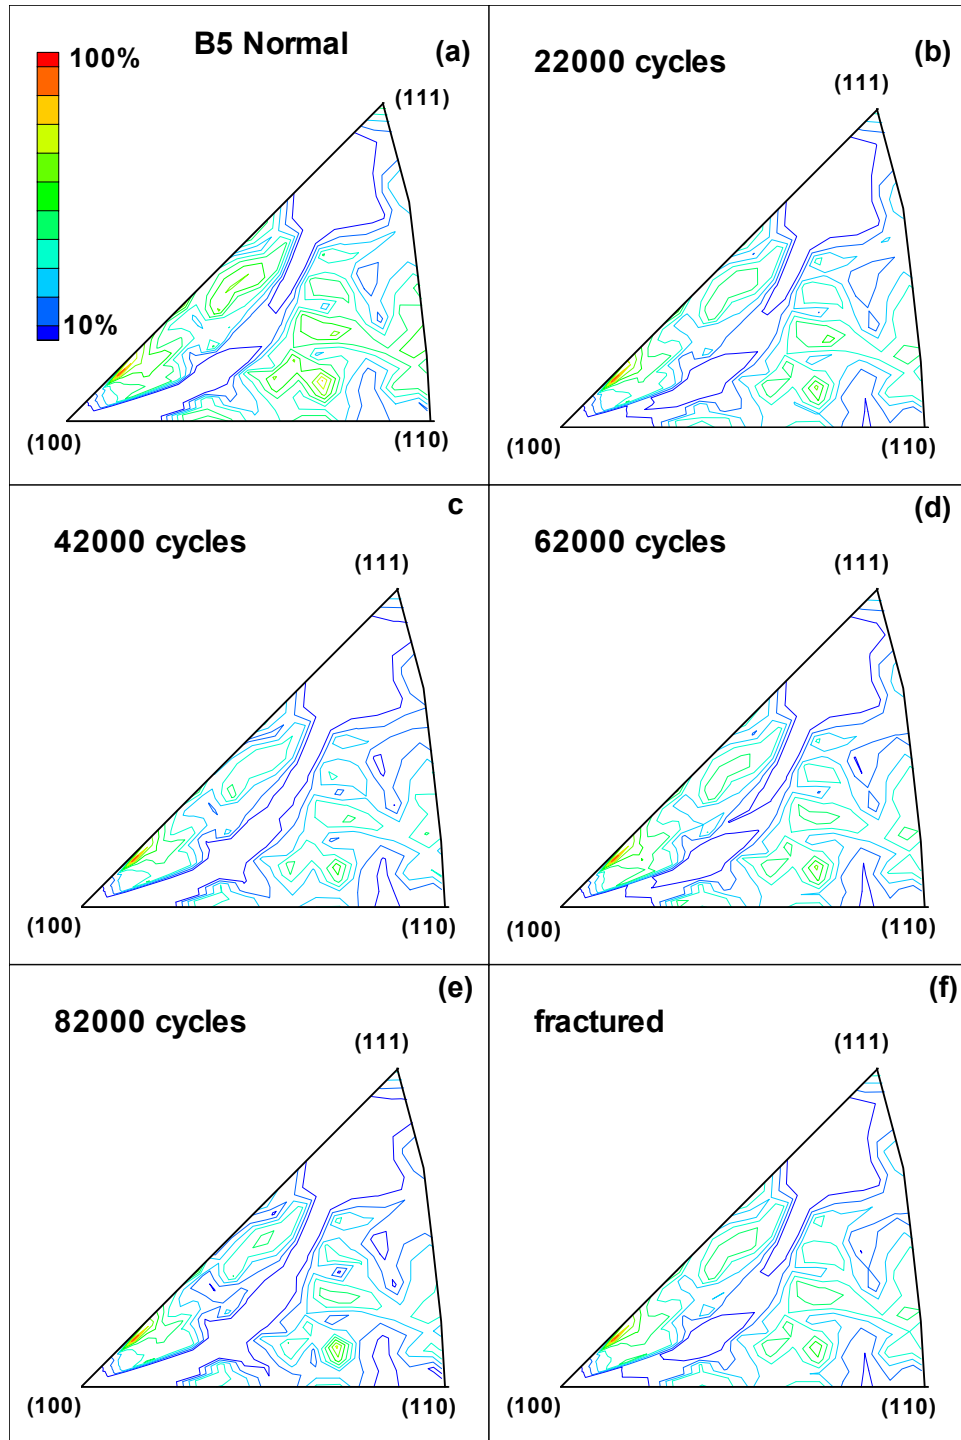 B5 Normal
(a)
100%
10%
(111)
(100)
(110)
22000 cycles
(b)
(111)
(100)
(110)
42000 cycles
c
(111)
(100)
(110)
62000 cycles
(d)
(111)
(100)
(110)
82000 cycles
(e)
(111)
(100)
(110)
fractured
(f)
(111)
(100)
(110)